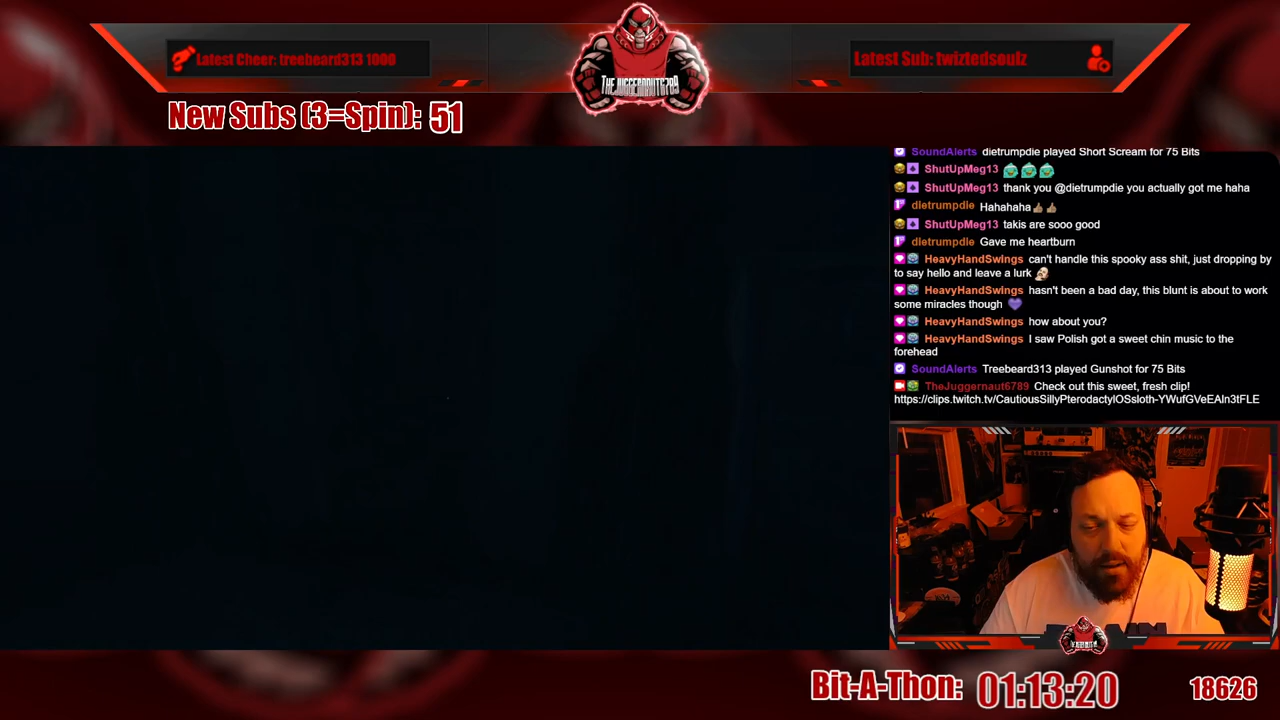 Latest Cheer: treebeard313 1000
THEJUGGERNAUT6789
Latest Sub: twiztedsoulz
New Subs (3=Spin): 51
SoundAlerts dietrumpdie played Short Scream for 75 Bits
ShutUpMeg13
ShutUpMeg13 thank you @dietrumpdie you actually got me haha
dietrumpdie Hahahaha
ShutUpMeg13 takis are sooo good
dietrumpdie Gave me heartburn
HeavyHandSwings can't handle this spooky ass shit, just dropping by
to say hello and leave a lurk
HeavyHandSwings hasn't been a bad day, this blunt is about to work
some miracles though
HeavyHandSwings how about you?
HeavyHandSwings I saw Polish got a sweet chin music to the
forehead
SoundAlerts Treebeard313 played Gunshot for 75 Bits
TheJuggernaut6789 Check out this sweet, fresh clip!
https://clips.twitch.tv/CautiousSillyPterodactylOSsloth-YWufGVeEAln3tFLE
Bit-A-Thon: 01:13:20 18626